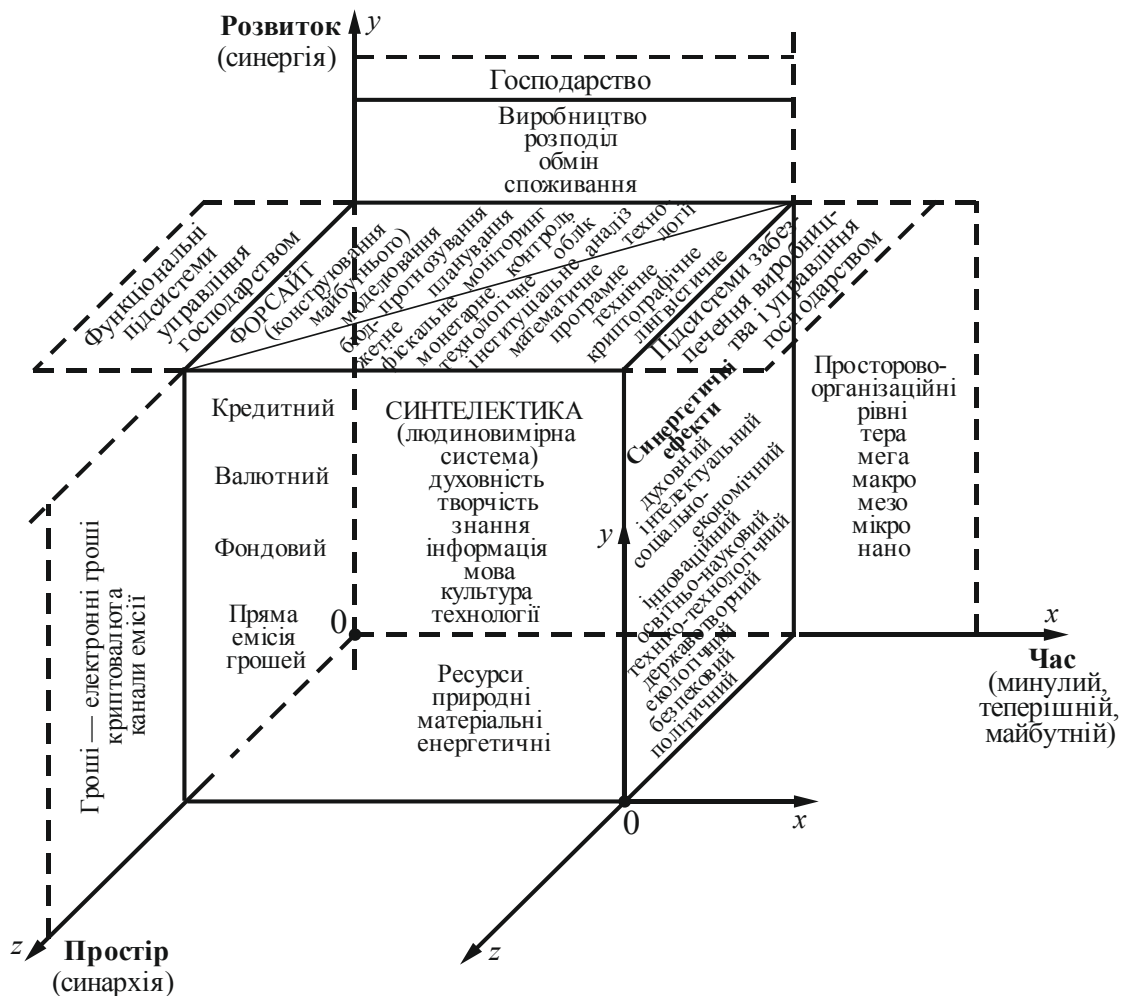 Розвиток
(синергія)
y
Господарство
Виробництво
розподіл
обмін
споживання
Функціональні
підсистеми
управління
господарством
ФОРСАЙТ
(конструювання
майбутнього)
моделювання
прогнозування
планування
моніторинг
контроль
облік
аналіз
техно-
логії
бюд-
жетне
фіскальне
монетарне
технологічне
інституціальне
математичне
програмне
технічне
криптографічне
лінгвістичне
Підсистеми забез-
печення виробниц-
тва і управління
господарством
Кредитний
Валютний
Фондовий
Пряма
емісія
грошей
СИНТЕЛЕКТИКА
(людиновимірна
система)
духовність
творчість
знання
інформація
мова
культура
технології
Ресурси
природні
матеріальні
енергетичні
Синергетичні
ефекти
духовний
інтелектуальний
соціально-
економічний
інноваційний
освітньо-науковий
техніко-технологічний
державотворчий
екологічний
безпековий
політичний
Просторово-
організаційні
рівні
тера
мега
макро
мезо
мікро
нано
Гроші — електронні гроші
криптовалюта
канали емісії
0
y
x
Час
(минулий,
теперішній,
майбутній)
0
x
z
z
Простір
(синархія)